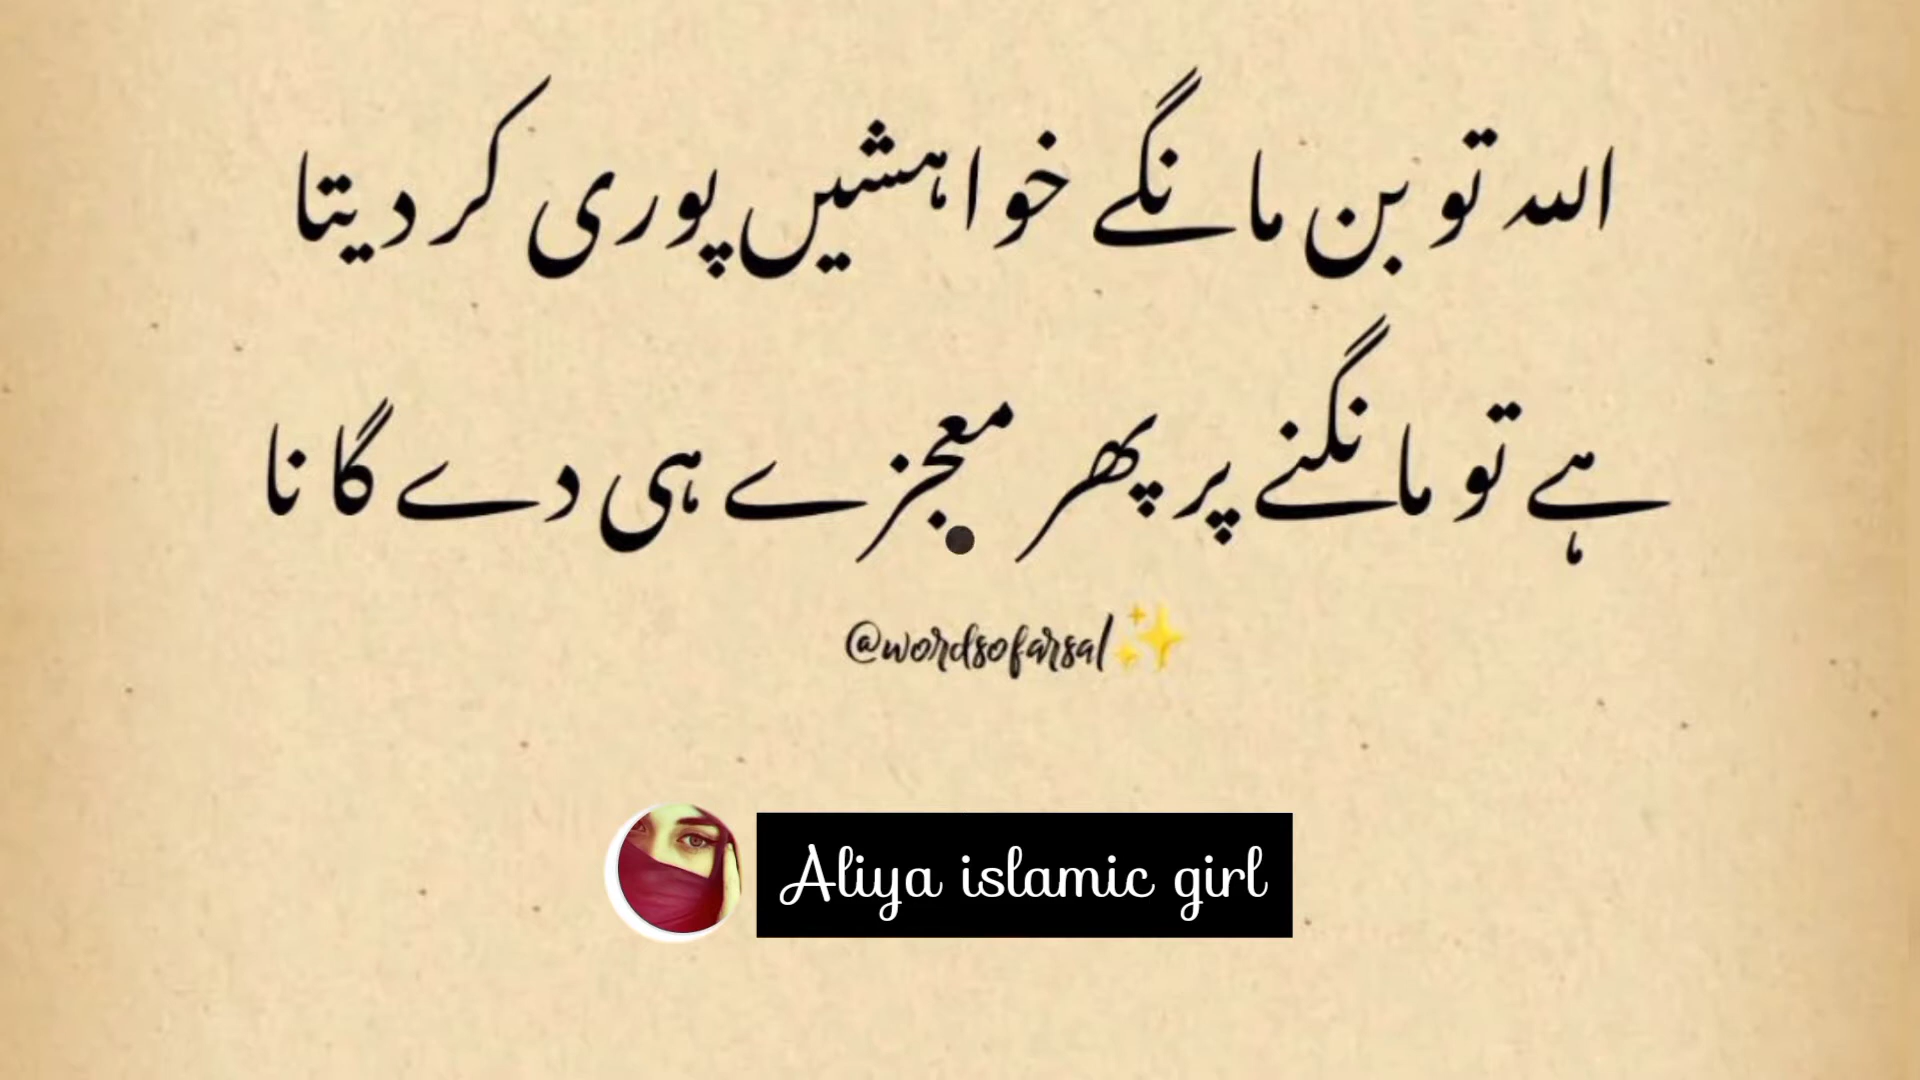 اللہ تو بن مانگے خواہشیں پوری کر دیتا
ہے تو مانگنے پر پھر معجزے ہی دے گا نا
@wordsofarsal✨
Aliya islamic girl